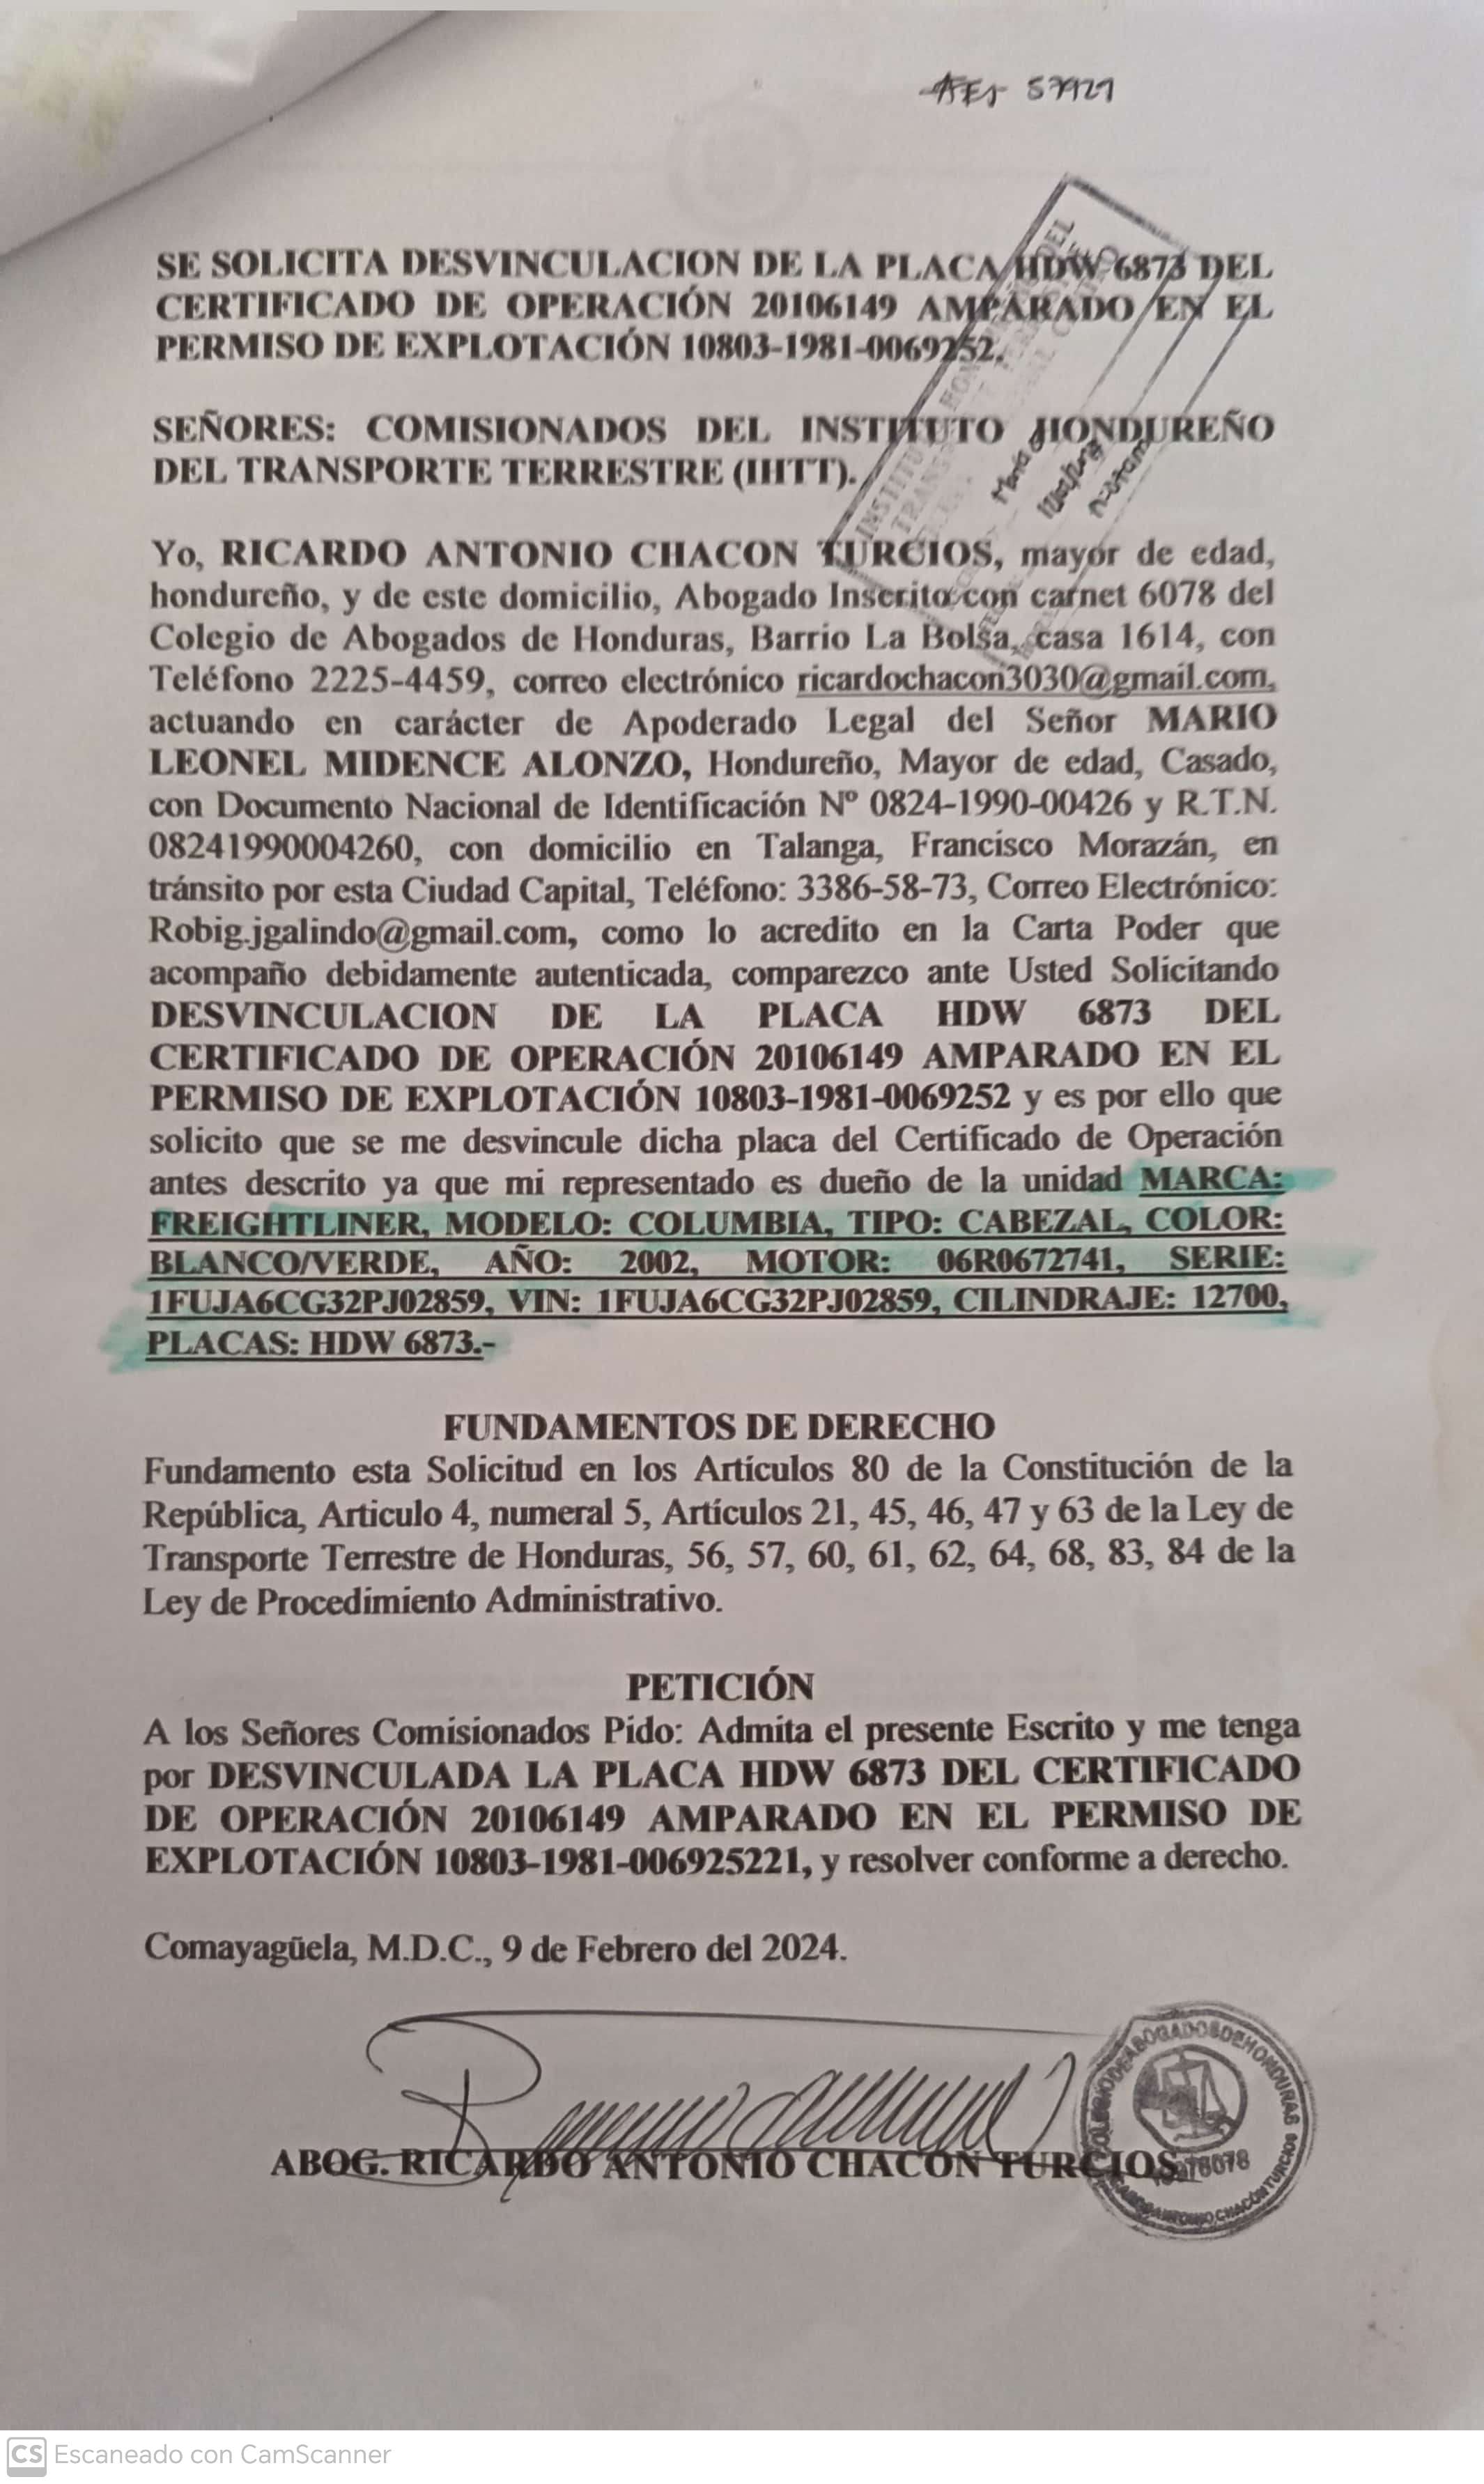 57921
SE SOLICITA DESVINCULACION DE LA PLACA HDW 6873 DEL
CERTIFICADO DE OPERACIÓN 20106149 AMPARADO EN EL
PERMISO DE EXPLOTACIÓN 10803-1981-0069252.
SEÑORES: COMISIONADOS DEL INSTITUTO HONDUREÑO
DEL TRANSPORTE TERRESTRE (IHTT).
Yo, RICARDO ANTONIO CHACON TURCIOS, mayor de edad,
hondureño, y de este domicilio, Abogado Inscrito con carnet 6078 del
Colegio de Abogados de Honduras, Barrio La Bolsa, casa 1614, con
Teléfono 2225-4459, correo electrónico ricardochacon3030@gmail.com,
actuando en carácter de Apoderado Legal del Señor MARIO
LEONEL MIDENCE ALONZO, Hondureño, Mayor de edad, Casado,
con Documento Nacional de Identificación Nº 0824-1990-00426 y R.T.N.
08241990004260, con domicilio en Talanga, Francisco Morazán, en
tránsito por esta Ciudad Capital, Teléfono: 3386-58-73, Correo Electrónico:
Robig.jgalindo@gmail.com, como lo acredito en la Carta Poder que
acompaño debidamente autenticada, comparezco ante Usted Solicitando
DESVINCULACION DE LA PLACA HDW 6873 DEL
CERTIFICADO DE OPERACIÓN 20106149 AMPARADO EN EL
PERMISO DE EXPLOTACIÓN 10803-1981-0069252 y es por ello que
solicito que se me desvincule dicha placa del Certificado de Operación
antes descrito ya que mi representado es dueño de la unidad MARCA:
FREIGHTLINER, MODELO: COLUMBIA, TIPO: CABEZAL, COLOR:
BLANCO/VERDE, AÑO: 2002, MOTOR: 06R0672741, SERIE:
1FUJA6CG32PJ02859, VIN: 1FUJA6CG32PJ02859, CILINDRAJE: 12700,
PLACAS: HDW 6873.-
FUNDAMENTOS DE DERECHO
Fundamento esta Solicitud en los Artículos 80 de la Constitución de la
República, Articulo 4, numeral 5, Artículos 21, 45, 46, 47 y 63 de la Ley de
Transporte Terrestre de Honduras, 56, 57, 60, 61, 62, 64, 68, 83, 84 de la
Ley de Procedimiento Administrativo.
PETICIÓN
A los Señores Comisionados Pido: Admita el presente Escrito y me tenga
por DESVINCULADA LA PLACA HDW 6873 DEL CERTIFICADO
DE OPERACIÓN 20106149 AMPARADO EN EL PERMISO DE
EXPLOTACIÓN 10803-1981-006925221, y resolver conforme a derecho.
Comayagüela, M.D.C., 9 de Febrero del 2024.
COLEGIO DE ABOGADOS DE HONDURAS
ABOG. RICARDO ANTONIO CHACON TURCIOS
CS Escaneado con CamScanner